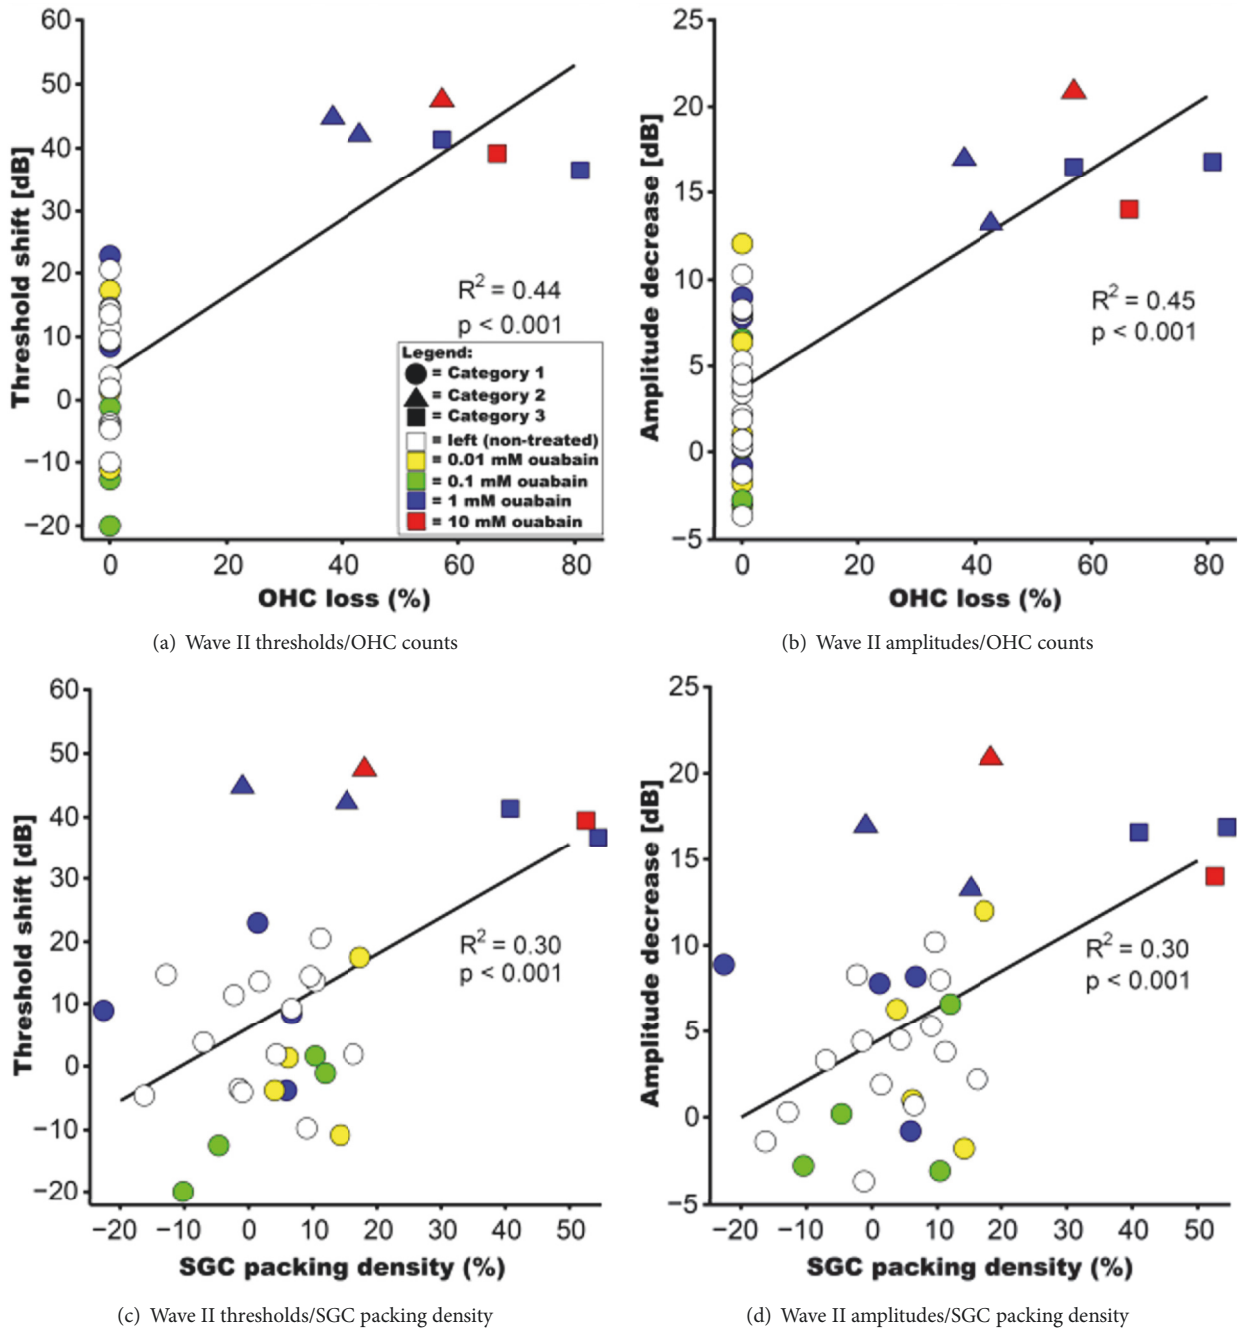 60
50
40
30
20
10
0
−10
−20
Threshold shift [dB]
R² = 0.44
p < 0.001
Legend:
= Category 1
= Category 2
= Category 3
= left (non-treated)
= 0.01 mM ouabain
= 0.1 mM ouabain
= 1 mM ouabain
= 10 mM ouabain
0 20 40 60 80
OHC loss (%)
(a) Wave II thresholds/OHC counts
25
20
15
10
5
0
−5
Amplitude decrease [dB]
R² = 0.45
p < 0.001
0 20 40 60 80
OHC loss (%)
(b) Wave II amplitudes/OHC counts
60
50
40
30
20
10
0
−10
−20
Threshold shift [dB]
R² = 0.30
p < 0.001
−20 −10 0 10 20 30 40 50
SGC packing density (%)
(c) Wave II thresholds/SGC packing density
25
20
15
10
5
0
−5
Amplitude decrease [dB]
R² = 0.30
p < 0.001
−20 −10 0 10 20 30 40 50
SGC packing density (%)
(d) Wave II amplitudes/SGC packing density